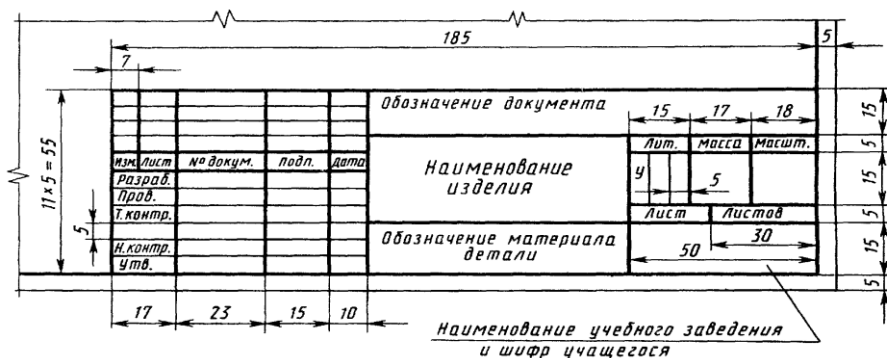 185
5
7
Обозначение документа
15
17
18
15
Лит.
Масса
Масшт.
5
Изм.
Лист
№ докум.
Подп.
Дата
11 × 5 = 55
Наименование
изделия
У
5
15
Разраб.
Пров.
Т.контр.
Лист
Листов
5
5
Обозначение материала
детали
30
50
15
Н.контр.
Утв.
5
17
23
15
10
Наименование учебного заведения
и шифр учащегося